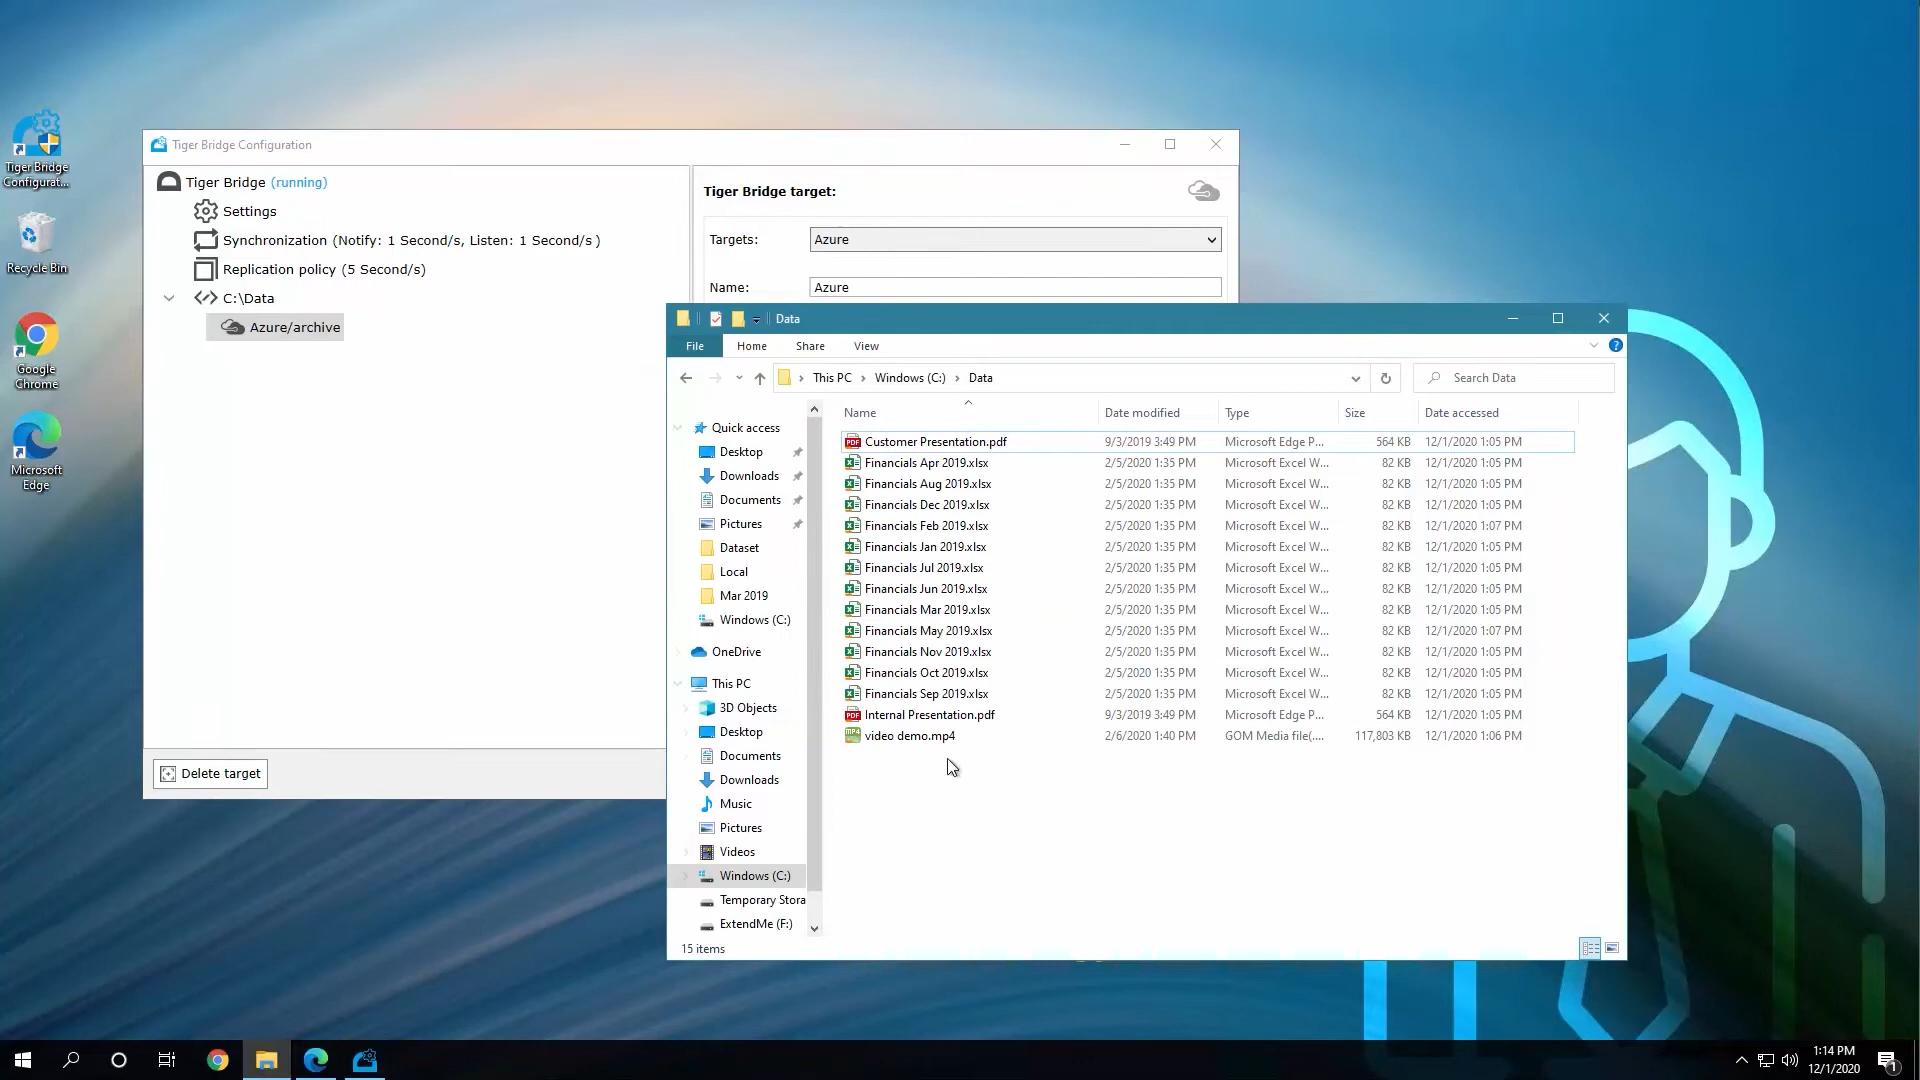 Tiger Bridge
Configurat...
Recycle Bin
Google
Chrome
Microsoft
Edge
Tiger Bridge Configuration
Tiger Bridge (running)
Settings
Synchronization (Notify: 1 Second/s, Listen: 1 Second/s )
Replication policy (5 Second/s)
C:\Data
Azure/archive
Delete target
Tiger Bridge target:
Targets: Azure
Name: Azure
Data
File Home Share View
This PC Windows (C:) Data
Search Data
Quick access
Desktop
Downloads
Documents
Pictures
Dataset
Local
Mar 2019
Windows (C:)
OneDrive
This PC
3D Objects
Desktop
Documents
Downloads
Music
Pictures
Videos
Windows (C:)
Temporary Stora
ExtendMe (F:)
Name Date modified Type Size Date accessed
Customer Presentation.pdf 9/3/2019 3:49 PM Microsoft Edge P... 564 KB 12/1/2020 1:05 PM
Financials Apr 2019.xlsx 2/5/2020 1:35 PM Microsoft Excel W... 82 KB 12/1/2020 1:05 PM
Financials Aug 2019.xlsx 2/5/2020 1:35 PM Microsoft Excel W... 82 KB 12/1/2020 1:05 PM
Financials Dec 2019.xlsx 2/5/2020 1:35 PM Microsoft Excel W... 82 KB 12/1/2020 1:05 PM
Financials Feb 2019.xlsx 2/5/2020 1:35 PM Microsoft Excel W... 82 KB 12/1/2020 1:07 PM
Financials Jan 2019.xlsx 2/5/2020 1:35 PM Microsoft Excel W... 82 KB 12/1/2020 1:05 PM
Financials Jul 2019.xlsx 2/5/2020 1:35 PM Microsoft Excel W... 82 KB 12/1/2020 1:05 PM
Financials Jun 2019.xlsx 2/5/2020 1:35 PM Microsoft Excel W... 82 KB 12/1/2020 1:05 PM
Financials Mar 2019.xlsx 2/5/2020 1:35 PM Microsoft Excel W... 82 KB 12/1/2020 1:05 PM
Financials May 2019.xlsx 2/5/2020 1:35 PM Microsoft Excel W... 82 KB 12/1/2020 1:07 PM
Financials Nov 2019.xlsx 2/5/2020 1:35 PM Microsoft Excel W... 82 KB 12/1/2020 1:05 PM
Financials Oct 2019.xlsx 2/5/2020 1:35 PM Microsoft Excel W... 82 KB 12/1/2020 1:05 PM
Financials Sep 2019.xlsx 2/5/2020 1:35 PM Microsoft Excel W... 82 KB 12/1/2020 1:05 PM
Internal Presentation.pdf 9/3/2019 3:49 PM Microsoft Edge P... 564 KB 12/1/2020 1:05 PM
video demo.mp4 2/6/2020 1:40 PM GOM Media file(.... 117,803 KB 12/1/2020 1:06 PM
15 items
1:14 PM
12/1/2020
1